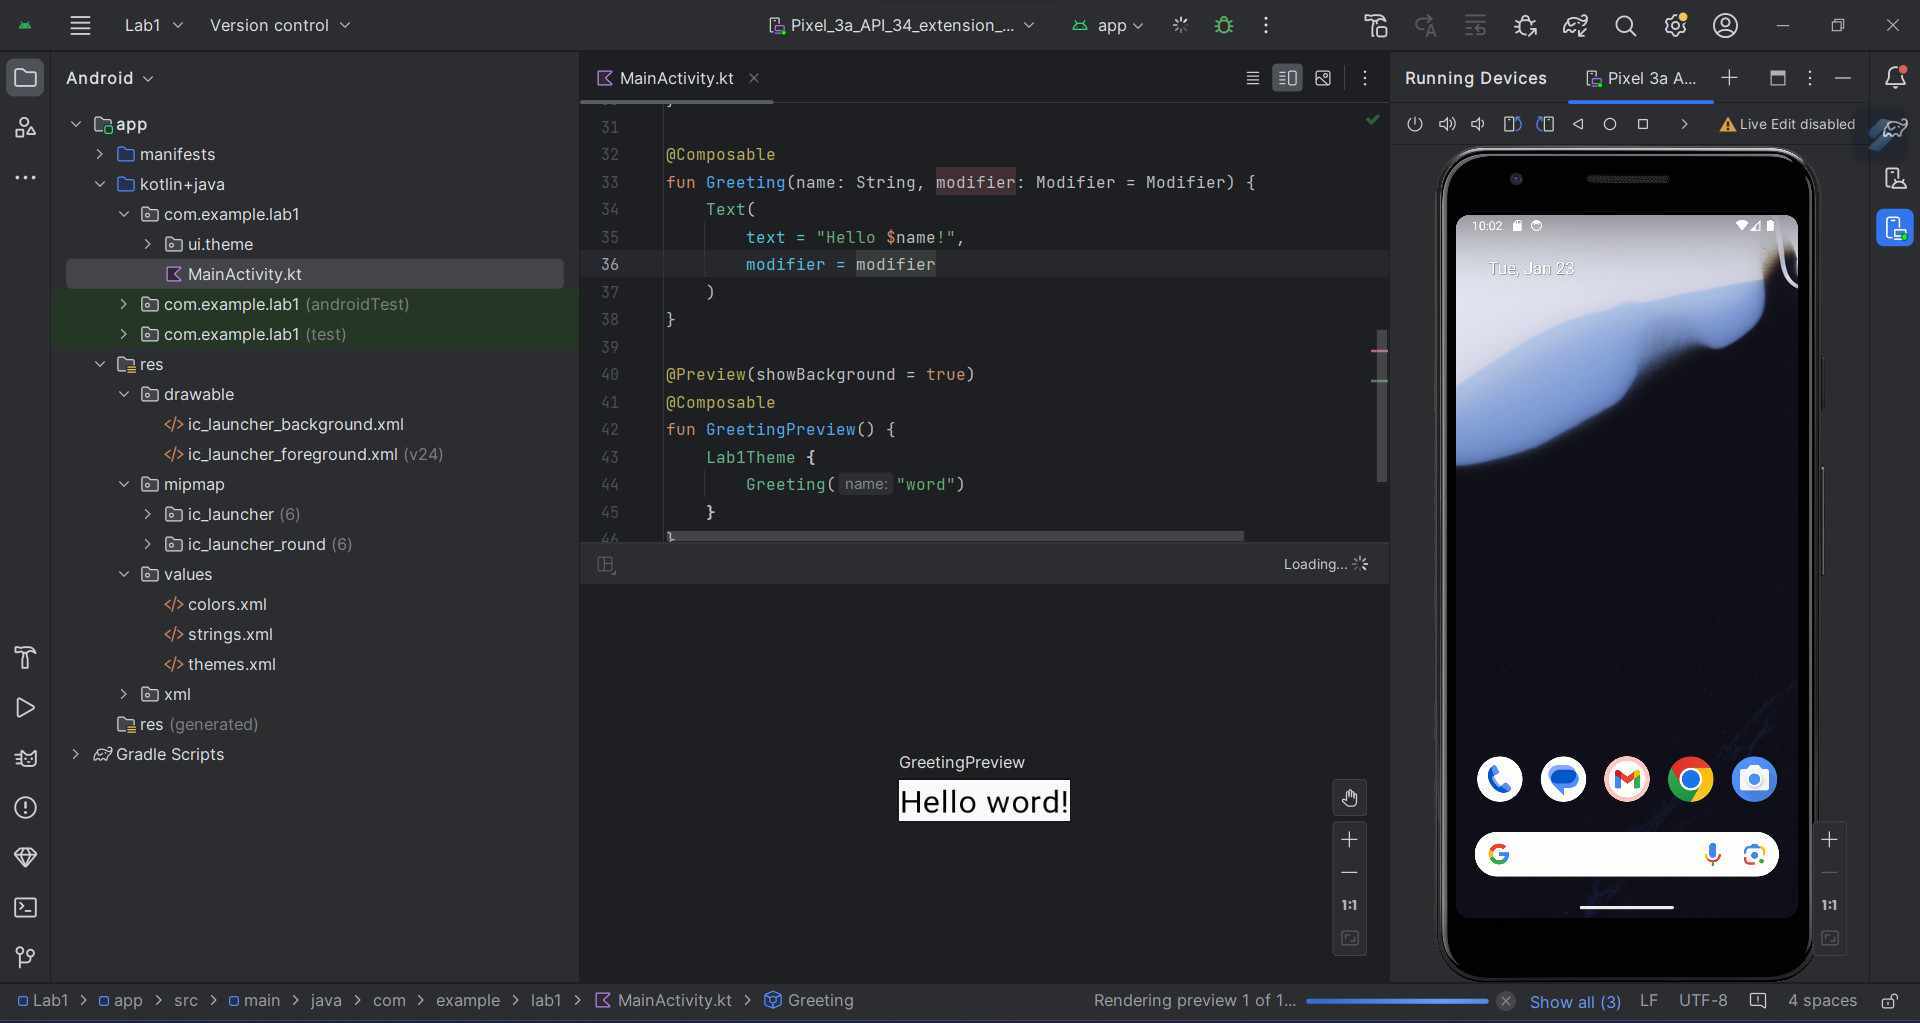 Lab1 Version control Pixel_3a_API_34_extension_... app
Android
app
manifests
kotlin+java
com.example.lab1
ui.theme
MainActivity.kt
com.example.lab1 (androidTest)
com.example.lab1 (test)
res
drawable
ic_launcher_background.xml
ic_launcher_foreground.xml (v24)
mipmap
ic_launcher (6)
ic_launcher_round (6)
values
colors.xml
strings.xml
themes.xml
xml
res (generated)
Gradle Scripts
MainActivity.kt
31
32 @Composable
33 fun Greeting(name: String, modifier: Modifier = Modifier) {
34 Text(
35 text = "Hello $name!",
36 modifier = modifier
37 )
38 }
39
40 @Preview(showBackground = true)
41 @Composable
42 fun GreetingPreview() {
43 Lab1Theme {
44 Greeting( name: "word")
45 }
46 }
Loading...
GreetingPreview
Hello word!
1:1
Running Devices Pixel 3a A...
Live Edit disabled
10:02
Tue, Jan 23
1:1
Lab1 > app > src > main > java > com > example > lab1 > MainActivity.kt > Greeting
Rendering preview 1 of 1... Show all (3) LF UTF-8 4 spaces